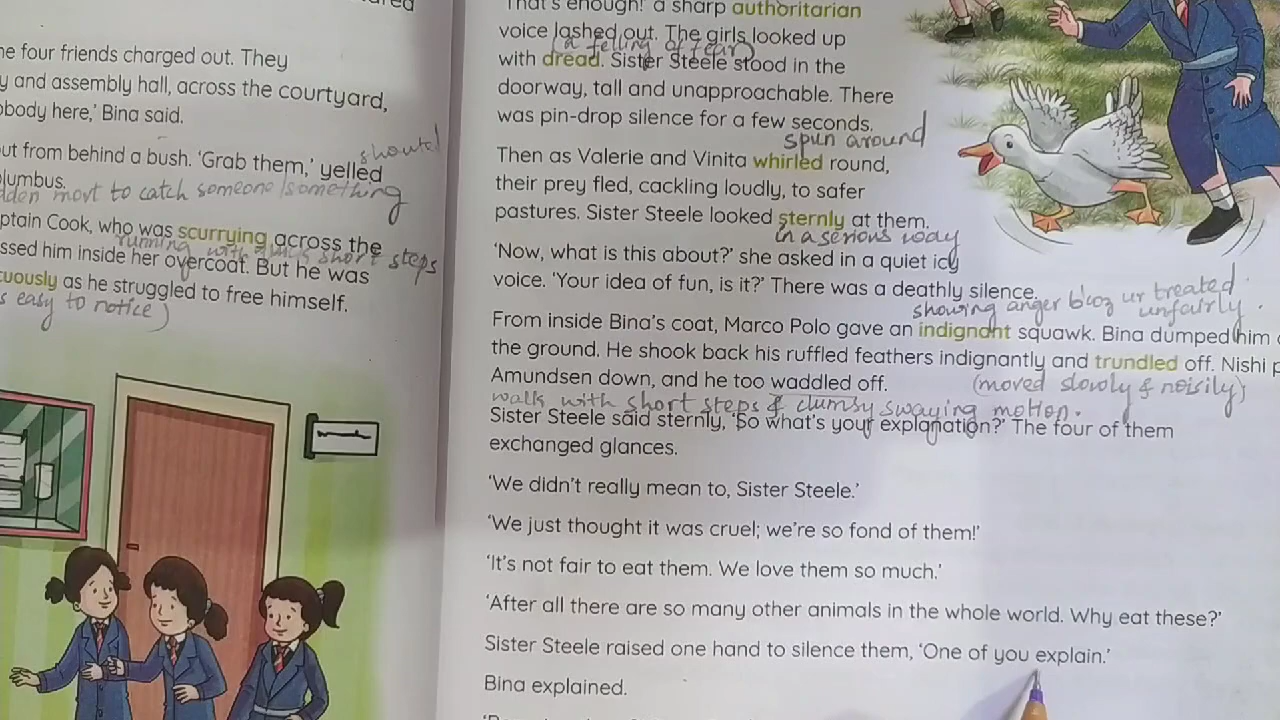 ne four friends charged out. They
y and assembly hall, across the courtyard,
obody here,' Bina said.
ut from behind a bush. 'Grab them,' yelled
shouted
lumbus.
dden movt to catch someone/something
ptain Cook, who was scurrying across the
running with quick short steps
ssed him inside her overcoat. But he was
cuously as he struggled to free himself.
s easy to notice)
That's enough!' a sharp authoritarian
voice lashed out. The girls looked up
(a felling of fear)
with dread. Sister Steele stood in the
doorway, tall and unapproachable. There
was pin-drop silence for a few seconds.
spun around
Then as Valerie and Vinita whirled round,
their prey fled, cackling loudly, to safer
pastures. Sister Steele looked sternly at them.
in a serious way
'Now, what is this about?' she asked in a quiet icy
voice. 'Your idea of fun, is it?' There was a deathly silence.
showing anger b'coz ur treated unfairly.
From inside Bina's coat, Marco Polo gave an indignant squawk. Bina dumped him
the ground. He shook back his ruffled feathers indignantly and trundled off. Nishi p
Amundsen down, and he too waddled off.
(moved slowly & noisily)
walk with short steps & clumsy swaying motion.
Sister Steele said sternly, 'So what's your explanation?' The four of them
exchanged glances.
'We didn't really mean to, Sister Steele.'
'We just thought it was cruel; we're so fond of them!'
'It's not fair to eat them. We love them so much.'
'After all there are so many other animals in the whole world. Why eat these?'
Sister Steele raised one hand to silence them, 'One of you explain.'
Bina explained.